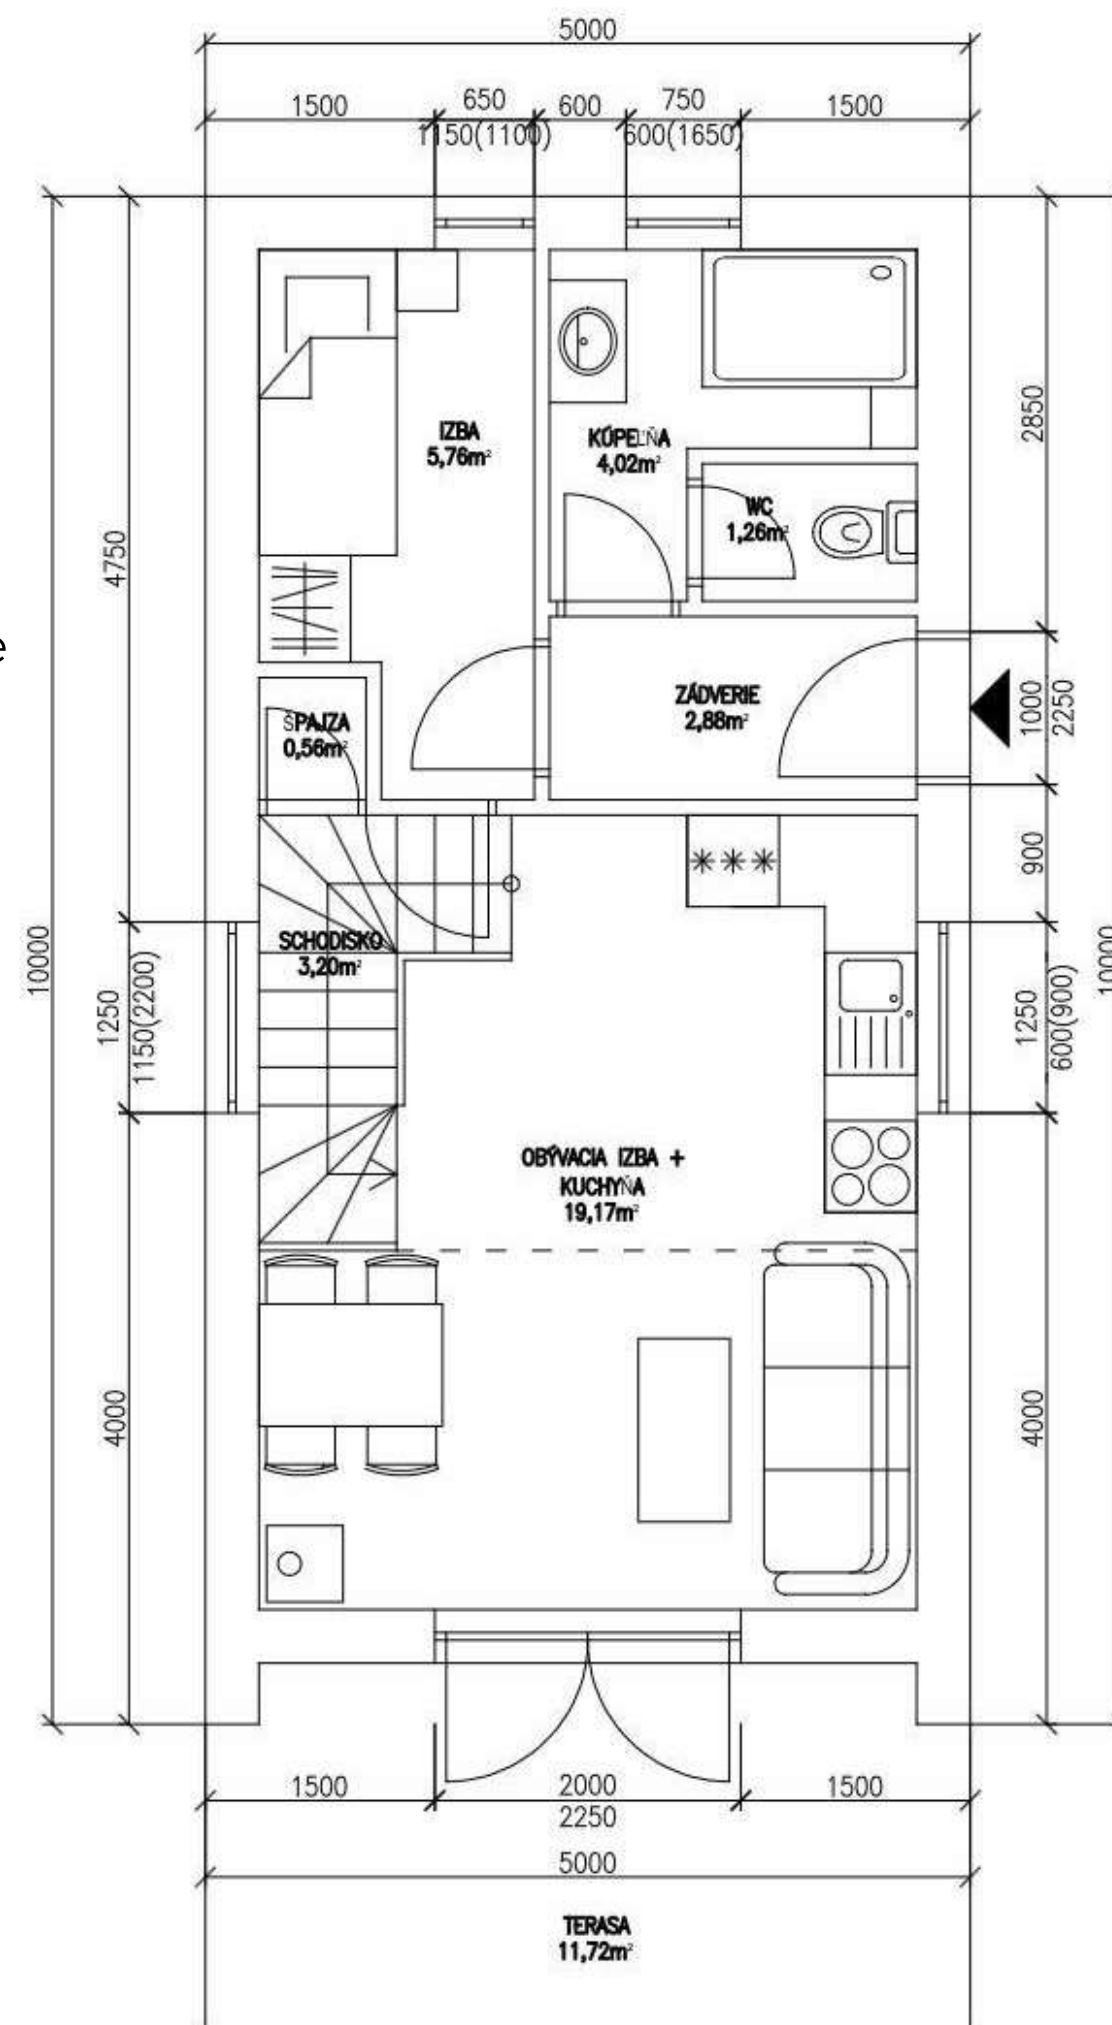 5000
1500
650
600
750
1500
1150(1100)
600(1650)
IZBA
5,76m²
KÚPEĽŇA
4,02m²
WC
1,26m²
2850
4750
e
ŠPAJZA
0,56m²
ZÁDVERIE
2,88m²
1000
2250
900
SCHODISKO
3,20m²
10000
1250
1150(2200)
1250
600(900)
10000
OBÝVACIA IZBA +
KUCHYŇA
19,17m²
4000
4000
1500
2000
1500
2250
5000
TERASA
11,72m²